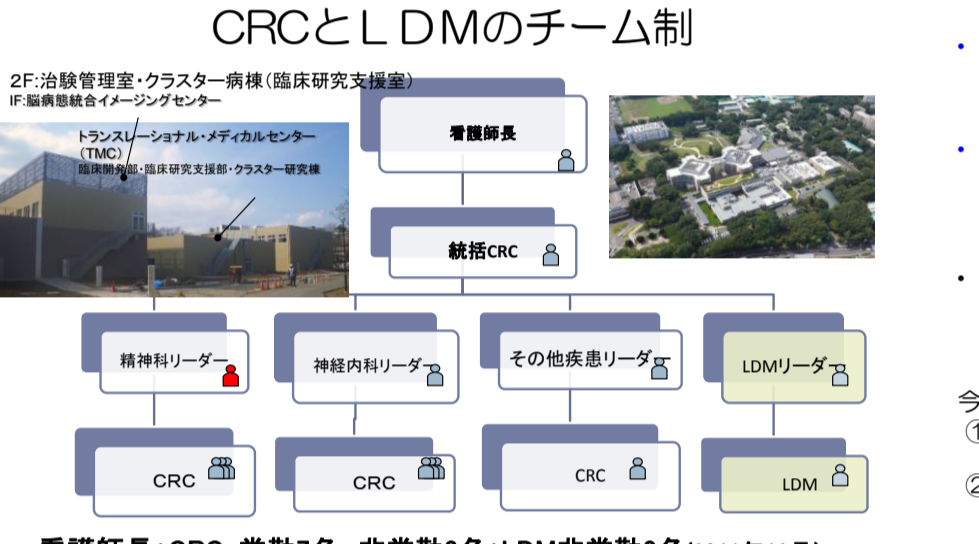 CRCとLDMのチーム制
2F:治験管理室・クラスター病棟(臨床研究支援室)
IF:脳病態統合イメージングセンター
トランスレーショナル・メディカルセンター
(TMC)
臨床開発部・臨床研究支援部・クラスター研究棟
看護師長
統括CRC
精神科リーダー
神経内科リーダー
その他疾患リーダー
LDMリーダー
CRC
CRC
CRC
LDM
今
①
②